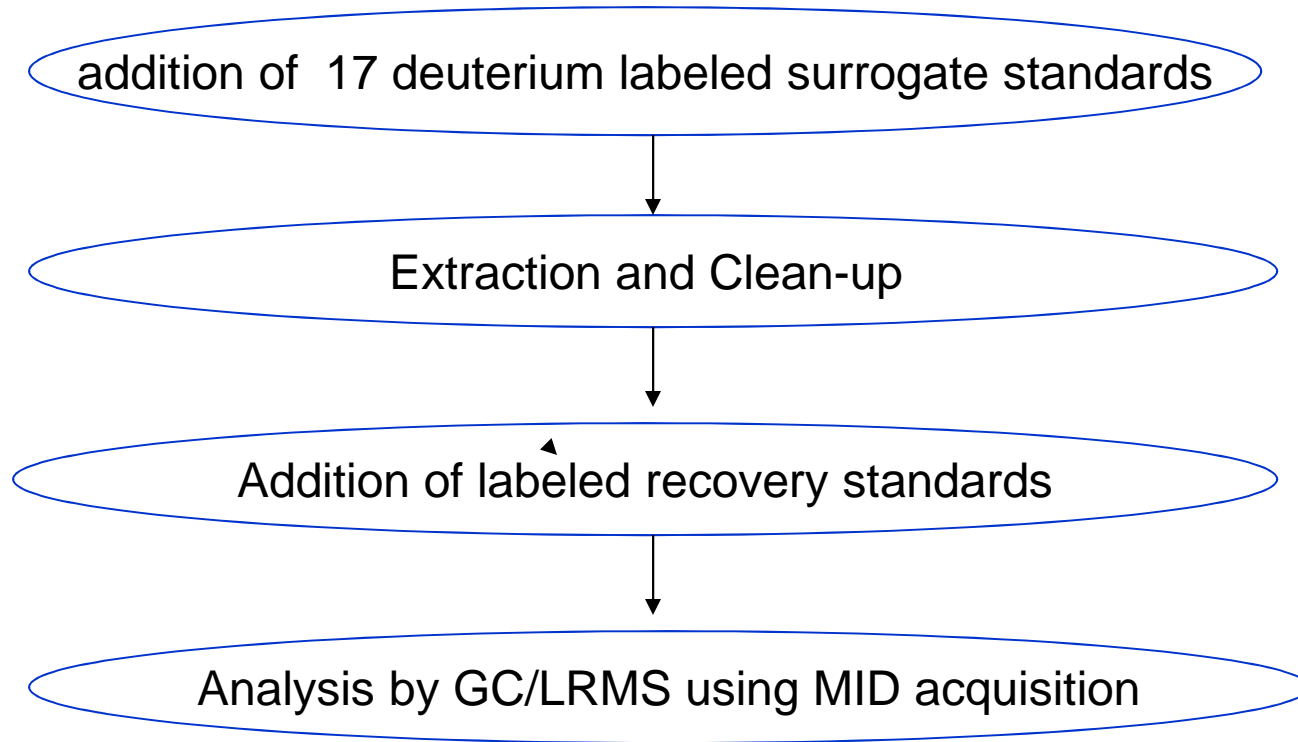 addition of  17 deuterium labeled surrogate standards
Extraction and Clean-up
Addition of labeled recovery standards
Analysis by GC/LRMS using MID acquisition